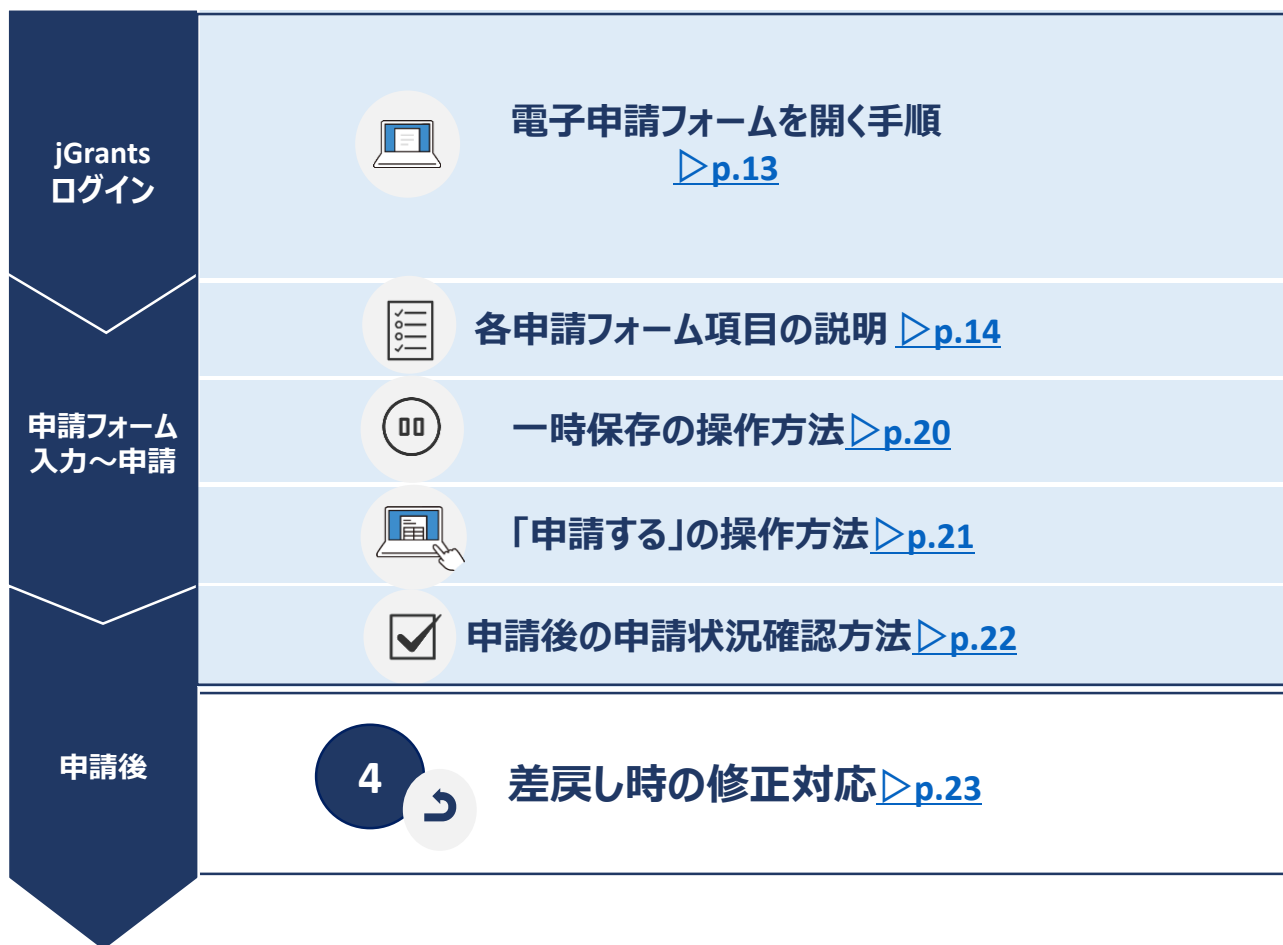 jGrants
ログイン
電子申請フォームを開く手順
▷p.13
各申請フォーム項目の説明 ▷p.14
申請フォーム
入力～申請
一時保存の操作方法▷p.20
「申請する」の操作方法▷p.21
申請後の申請状況確認方法▷p.22
申請後
4
差戻し時の修正対応▷p.23